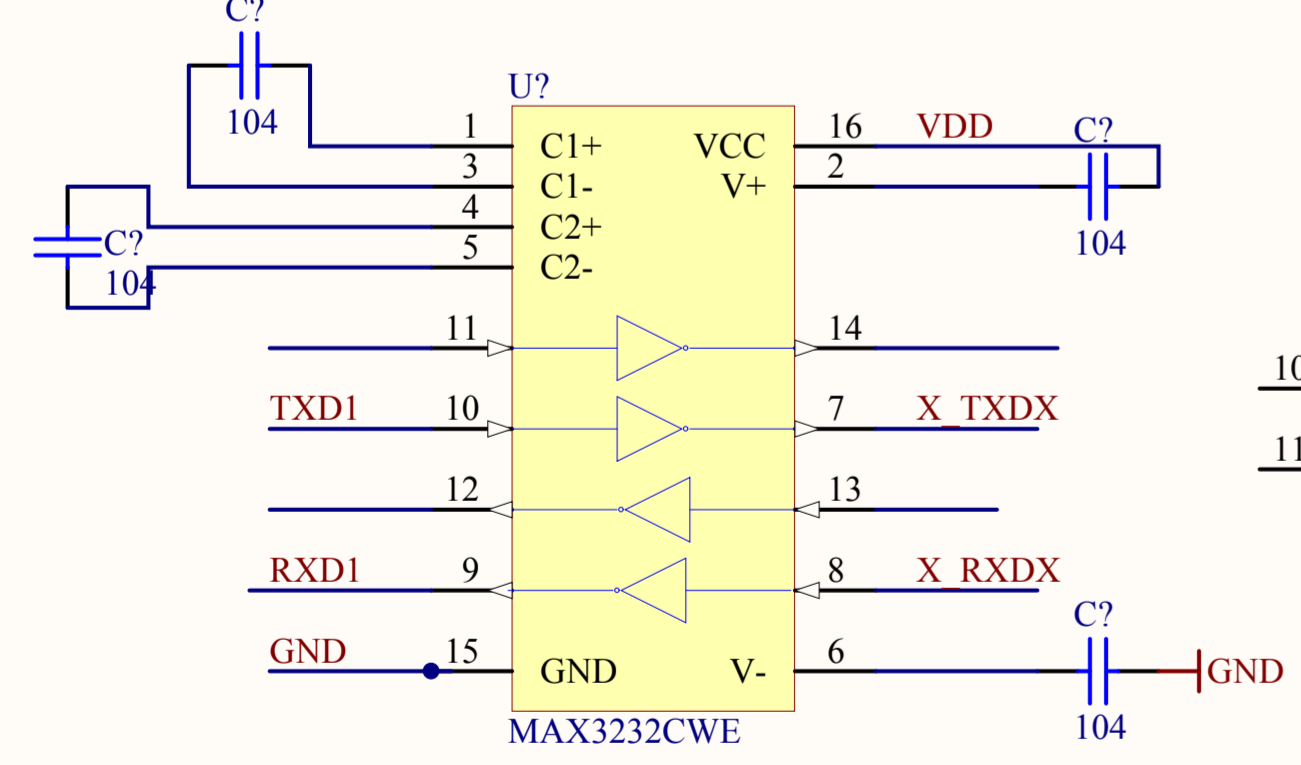 C?
104
U?
1 C1+ VCC 16 VDD C?
3 C1- V+ 2
4 C2+ 104
C?
5 C2-
104
11 14
10
TXD1 10 7 X_TXDX
11
12 13
RXD1 9 8 X_RXDX
C?
GND 15 GND V- 6 GND
MAX3232CWE 104